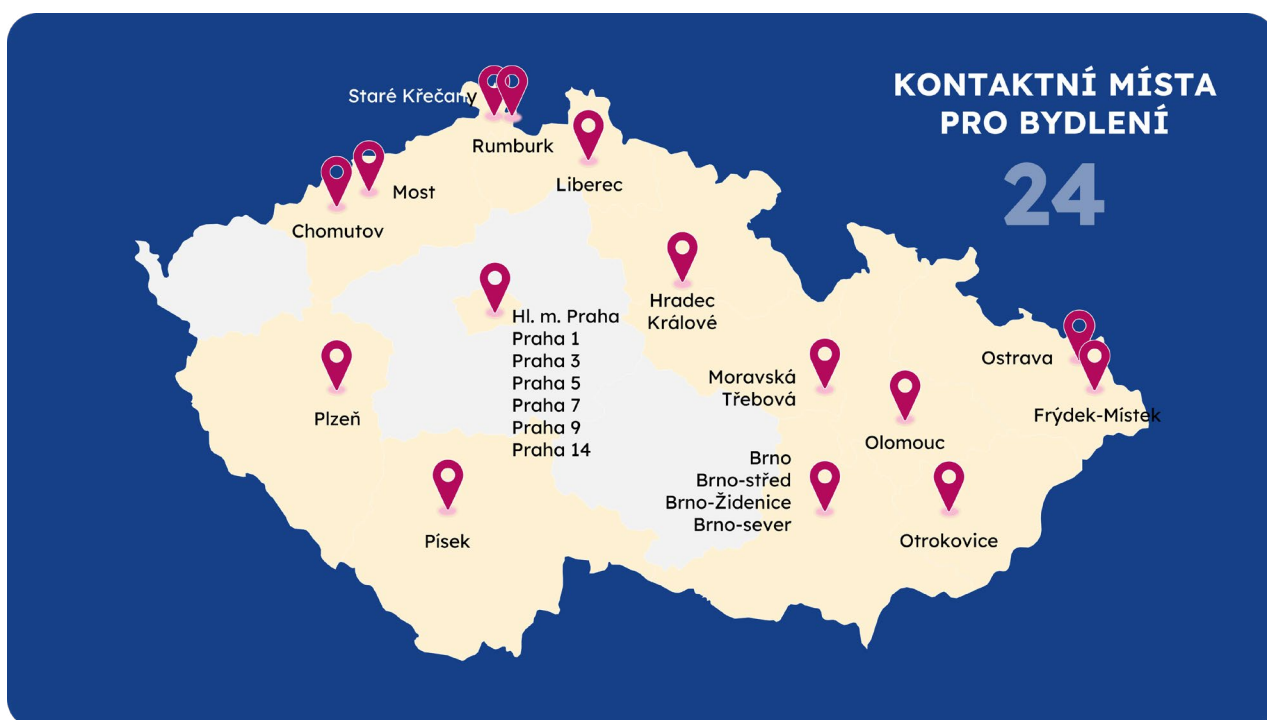 KONTAKTNÍ MÍSTA
PRO BYDLENÍ
24
Staré Křečany
Rumburk
Liberec
Most
Chomutov
Hradec
Králové
Hl. m. Praha
Praha 1
Praha 3
Praha 5
Praha 7
Praha 9
Praha 14
Ostrava
Frýdek-Místek
Moravská
Třebová
Plzeň
Olomouc
Brno
Brno-střed
Brno-Židenice
Brno-sever
Písek
Otrokovice